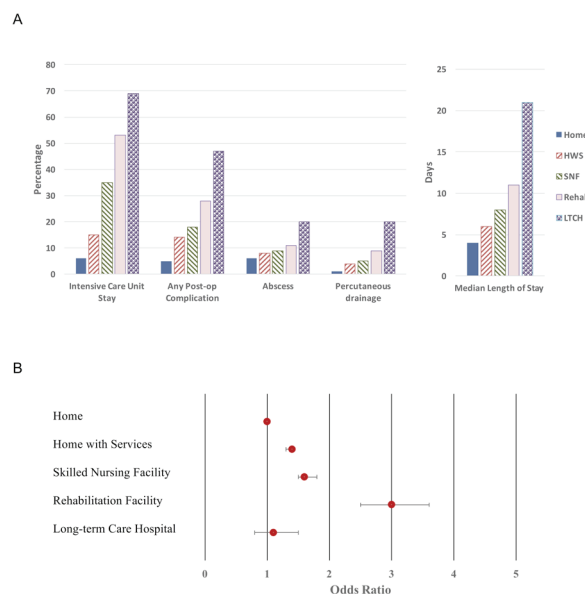 A
80
70
60
50
40
30
20
10
0
Percentage
Intensive Care Unit
Stay
Any Post-op
Complication
Abscess
Percutaneous
drainage
25
20
15
10
5
0
Days
Median Length of Stay
Home
HWS
SNF
Rehab
LTCH
B
Home
Home with Services
Skilled Nursing Facility
Rehabilitation Facility
Long-term Care Hospital
0 1 2 3 4 5
Odds Ratio